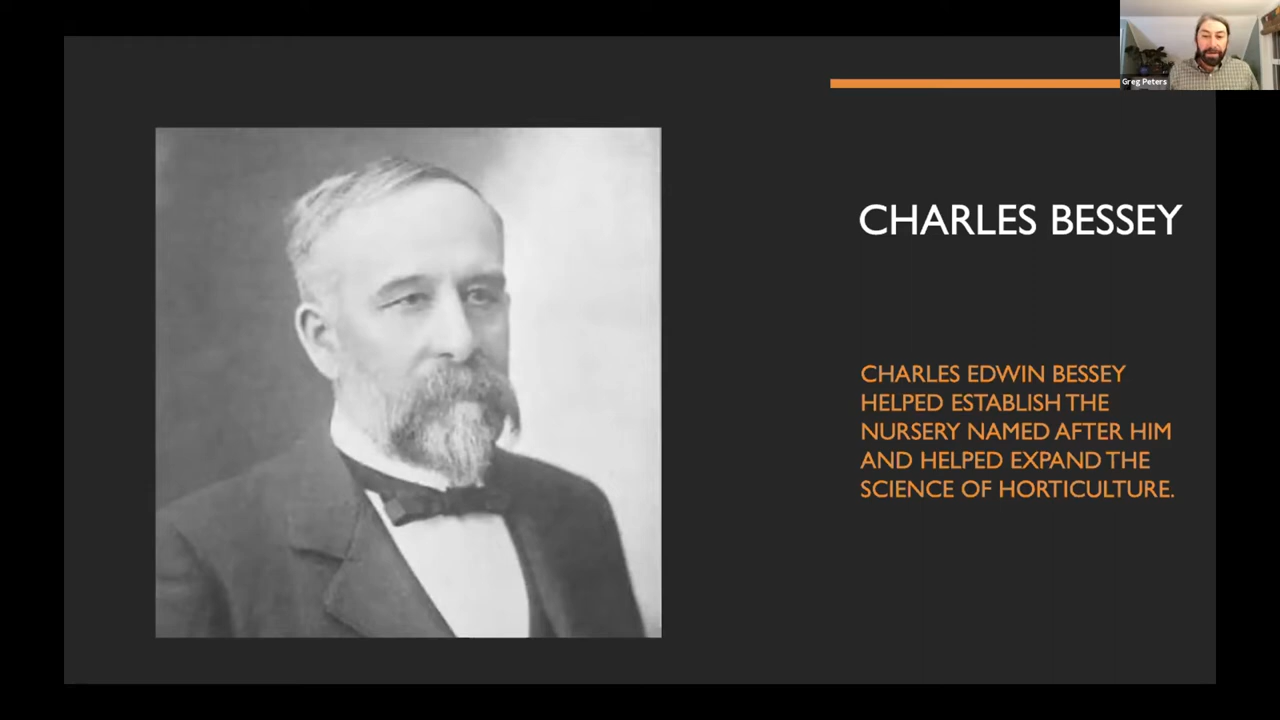 Greg Peters
CHARLES BESSEY
CHARLES EDWIN BESSEY
HELPED ESTABLISH THE
NURSERY NAMED AFTER HIM
AND HELPED EXPAND THE
SCIENCE OF HORTICULTURE.